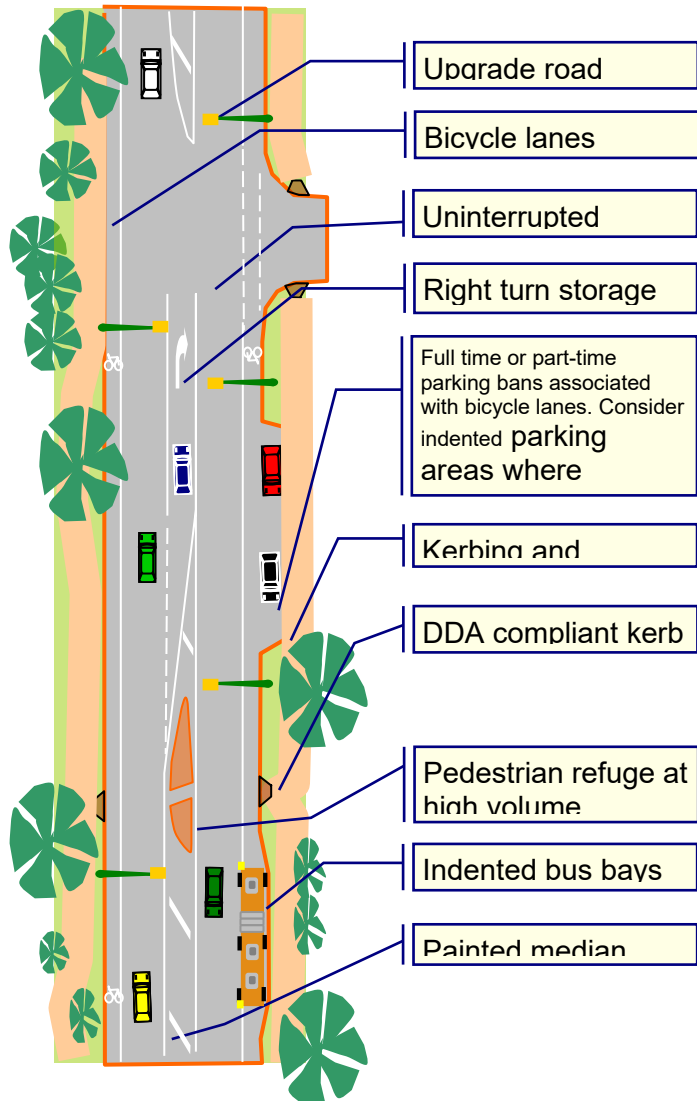 Upgrade road
Bicycle lanes
Uninterrupted
Right turn storage
Full time or part-time
parking bans associated
with bicycle lanes. Consider
indented parking
areas where
Kerbing and
DDA compliant kerb
Pedestrian refuge at
high volume
Indented bus bays
Painted median